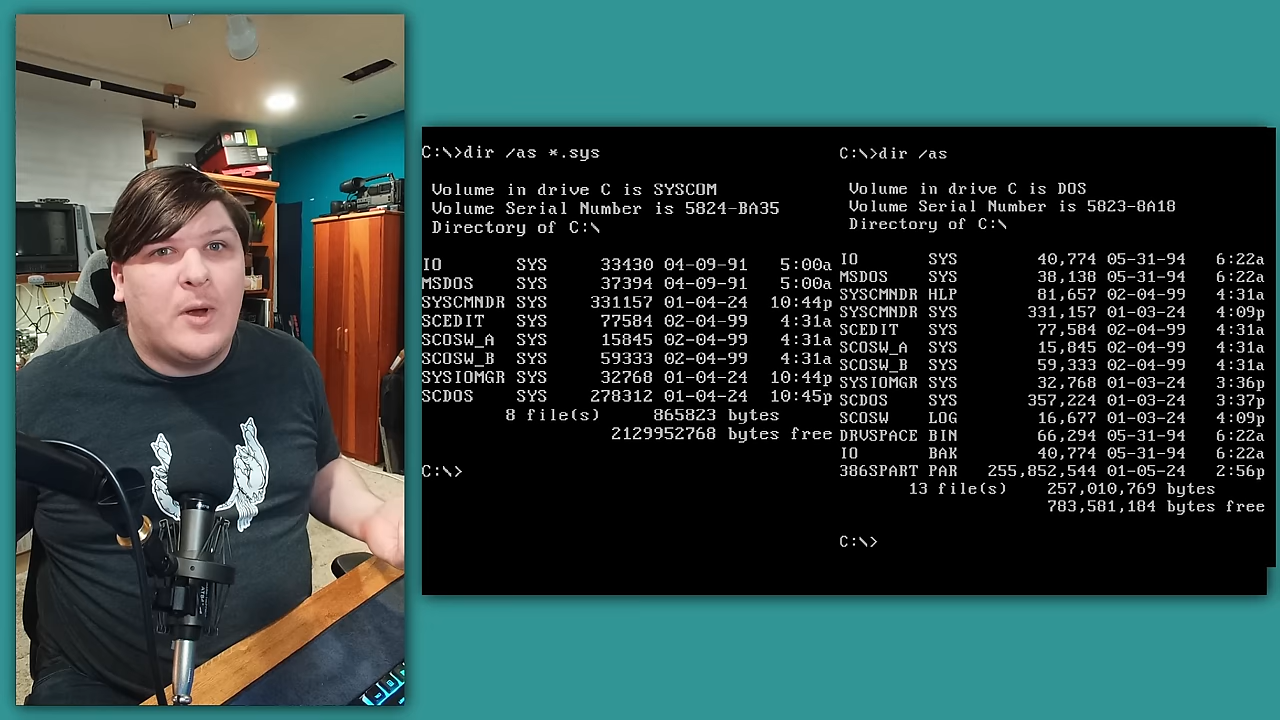 C:\>dir /as *.sys
Volume in drive C is SYSCOM
Volume Serial Number is 5824-BA35
Directory of C:\
IO SYS 33430 04-09-91 5:00a
MSDOS SYS 37394 04-09-91 5:00a
SYSCMNDR SYS 331157 01-04-24 10:44p
SCEDIT SYS 77584 02-04-99 4:31a
SCOSW_A SYS 15845 02-04-99 4:31a
SCOSW_B SYS 59333 02-04-99 4:31a
SYSIOMGR SYS 32768 01-04-24 10:44p
SCDOS SYS 278312 01-04-24 10:45p
8 file(s) 865823 bytes
2129952768 bytes free
C:\>
C:\>dir /as
Volume in drive C is DOS
Volume Serial Number is 5823-8A18
Directory of C:\
IO SYS 40,774 05-31-94 6:22a
MSDOS SYS 38,138 05-31-94 6:22a
SYSCMNDR HLP 81,657 02-04-99 4:31a
SYSCMNDR SYS 331,157 01-03-24 4:09p
SCEDIT SYS 77,584 02-04-99 4:31a
SCOSW_A SYS 15,845 02-04-99 4:31a
SCOSW_B SYS 59,333 02-04-99 4:31a
SYSIOMGR SYS 32,768 01-03-24 3:36p
SCDOS SYS 357,224 01-03-24 3:37p
SCOSW LOG 16,677 01-03-24 4:09p
DRVSPACE BIN 66,294 05-31-94 6:22a
IO BAK 40,774 05-31-94 6:22a
386SPART PAR 255,852,544 01-05-24 2:56p
13 file(s) 257,010,769 bytes
783,581,184 bytes free
C:\>